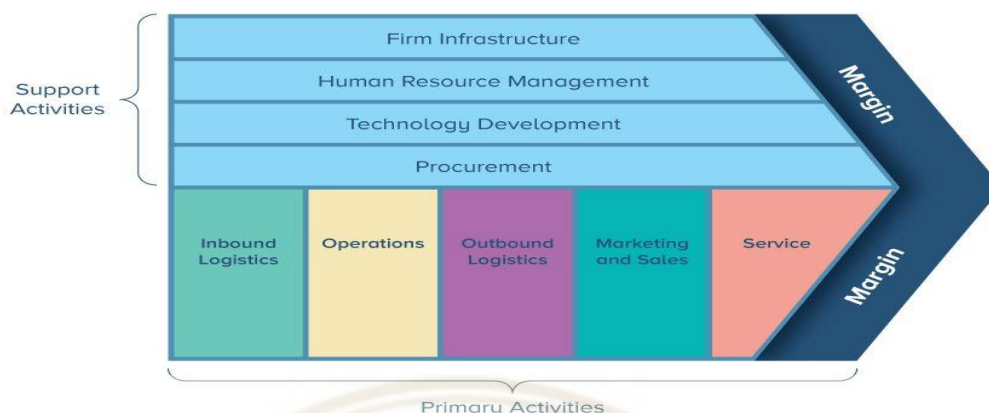 Firm Infrastructure
Human Resource Management
Technology Development
Procurement
Support
Activities
Margin
Inbound
Logistics
Operations
Outbound
Logistics
Marketing
and Sales
Service
Margin
Primary Activities